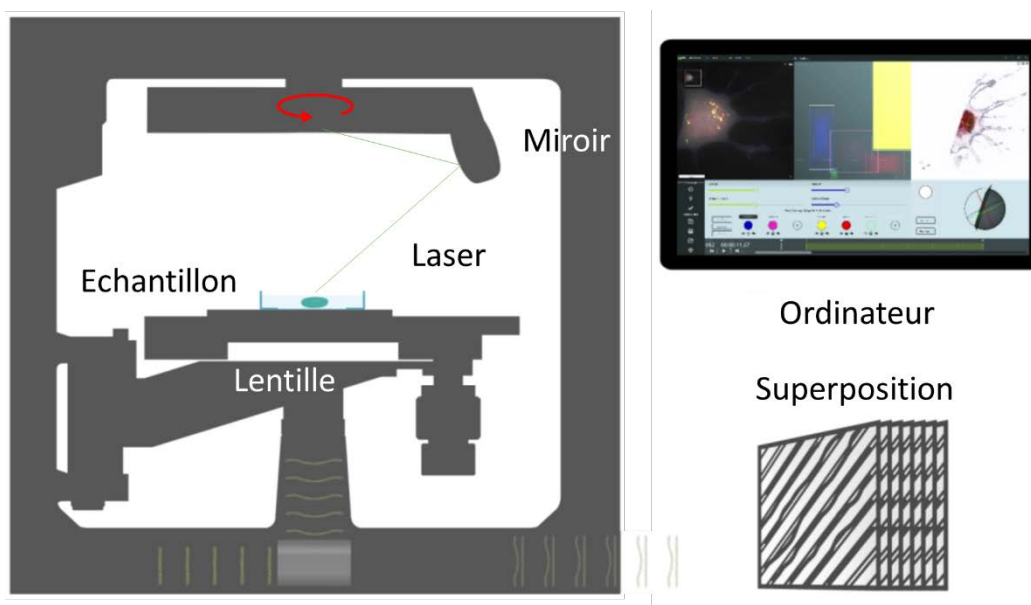 Miroir
Laser
Echantillon
Lentille
Ordinateur
Superposition